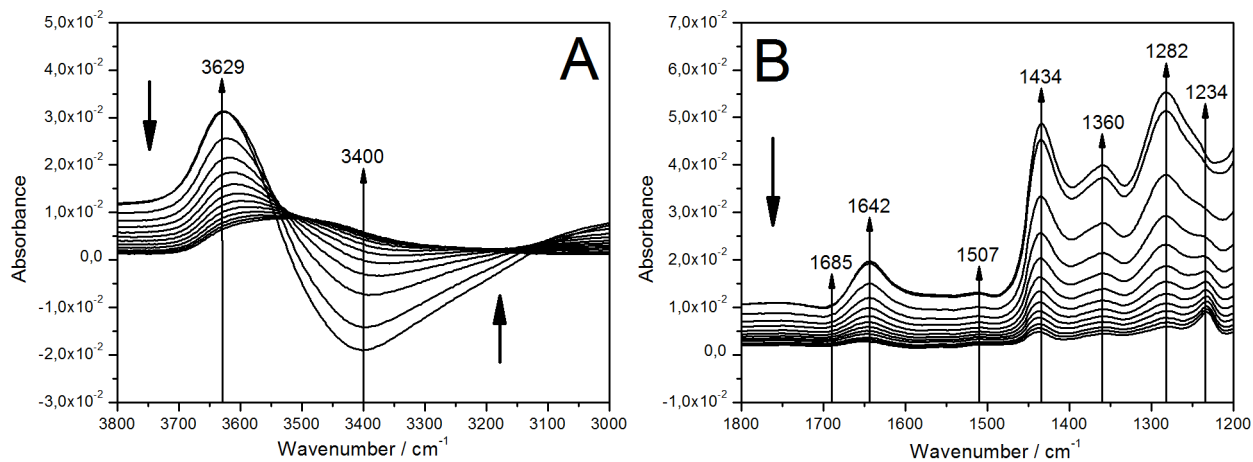 A
3629
3400
5,0x10⁻²
4,0x10⁻²
3,0x10⁻²
2,0x10⁻²
1,0x10⁻²
0,0
-1,0x10⁻²
-2,0x10⁻²
-3,0x10⁻²
Absorbance
3800 3700 3600 3500 3400 3300 3200 3100 3000
Wavenumber / cm⁻¹
B
1685
1642
1507
1434
1360
1282
1234
7,0x10⁻²
6,0x10⁻²
5,0x10⁻²
4,0x10⁻²
3,0x10⁻²
2,0x10⁻²
1,0x10⁻²
0,0
-1,0x10⁻²
Absorbance
1800 1700 1600 1500 1400 1300 1200
Wavenumber / cm⁻¹